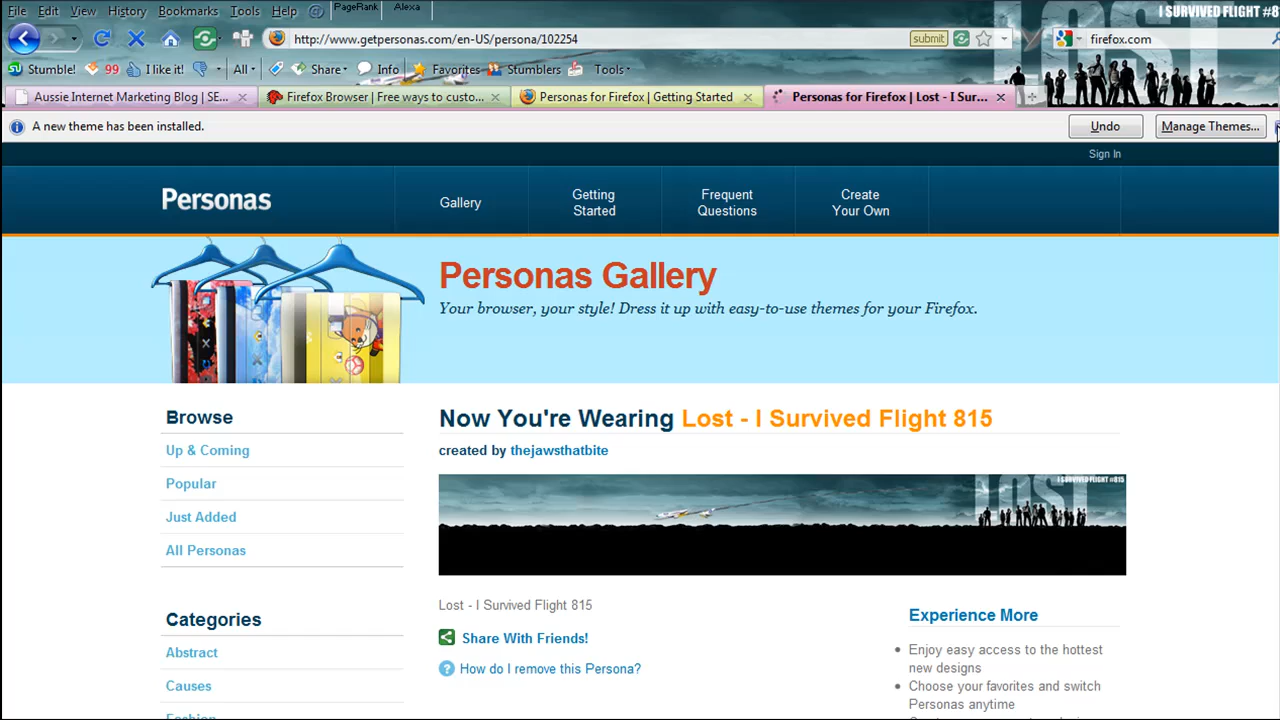 I SURVIVED FLIGHT #8
File Edit View History Bookmarks Tools Help PageRank Alexa
http://www.getpersonas.com/en-US/persona/102254 submit firefox.com
LOST
Stumble! 99 I like it! All Share Info Favorites Stumblers Tools
Aussie Internet Marketing Blog | SE... Firefox Browser | Free ways to custo... Personas for Firefox | Getting Started Personas for Firefox | Lost - I Sur...
A new theme has been installed. Undo Manage Themes...
Sign In
Personas
Gallery
Getting
Started
Frequent
Questions
Create
Your Own
Personas Gallery
Your browser, your style! Dress it up with easy-to-use themes for your Firefox.
Browse
Up & Coming
Popular
Just Added
All Personas
Categories
Abstract
Causes
Fashion
Now You're Wearing Lost - I Survived Flight 815
created by thejawsthatbite
I SURVIVED FLIGHT #815
LOST
Lost - I Survived Flight 815
Share With Friends!
How do I remove this Persona?
Experience More
Enjoy easy access to the hottest
new designs
Choose your favorites and switch
Personas anytime